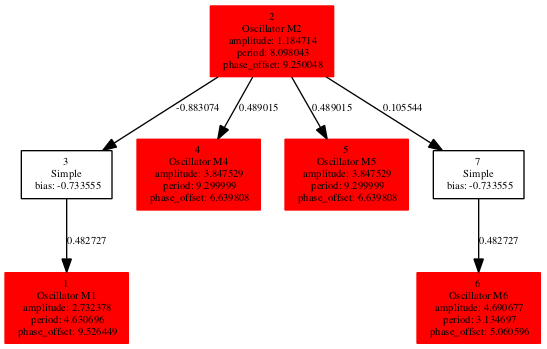 2
Oscillator M2
amplitude: 1.184714
period: 8.098043
phase_offset: 9.250048
-0.883074
0.489015
0.489015
0.105544
3
Simple
bias: -0.733555
4
Oscillator M4
amplitude: 3.847529
period: 9.299999
phase_offset: 6.639808
5
Oscillator M5
amplitude: 3.847529
period: 9.299999
phase_offset: 6.639808
7
Simple
bias: -0.733555
0.482727
0.482727
1
Oscillator M1
amplitude: 2.732378
period: 4.630696
phase_offset: 9.526449
6
Oscillator M6
amplitude: 4.690677
period: 3.134697
phase_offset: 5.060596